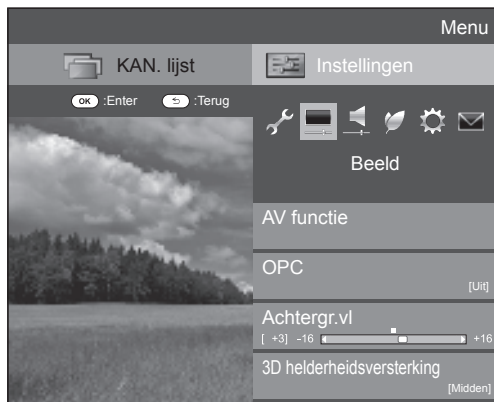 Menu
KAN. lijst
Instellingen
OK :Enter :Terug
Beeld
AV functie
OPC
[Uit]
Achtergr.vl
[ +3] -16 +16
3D helderheidsversterking
[Midden]